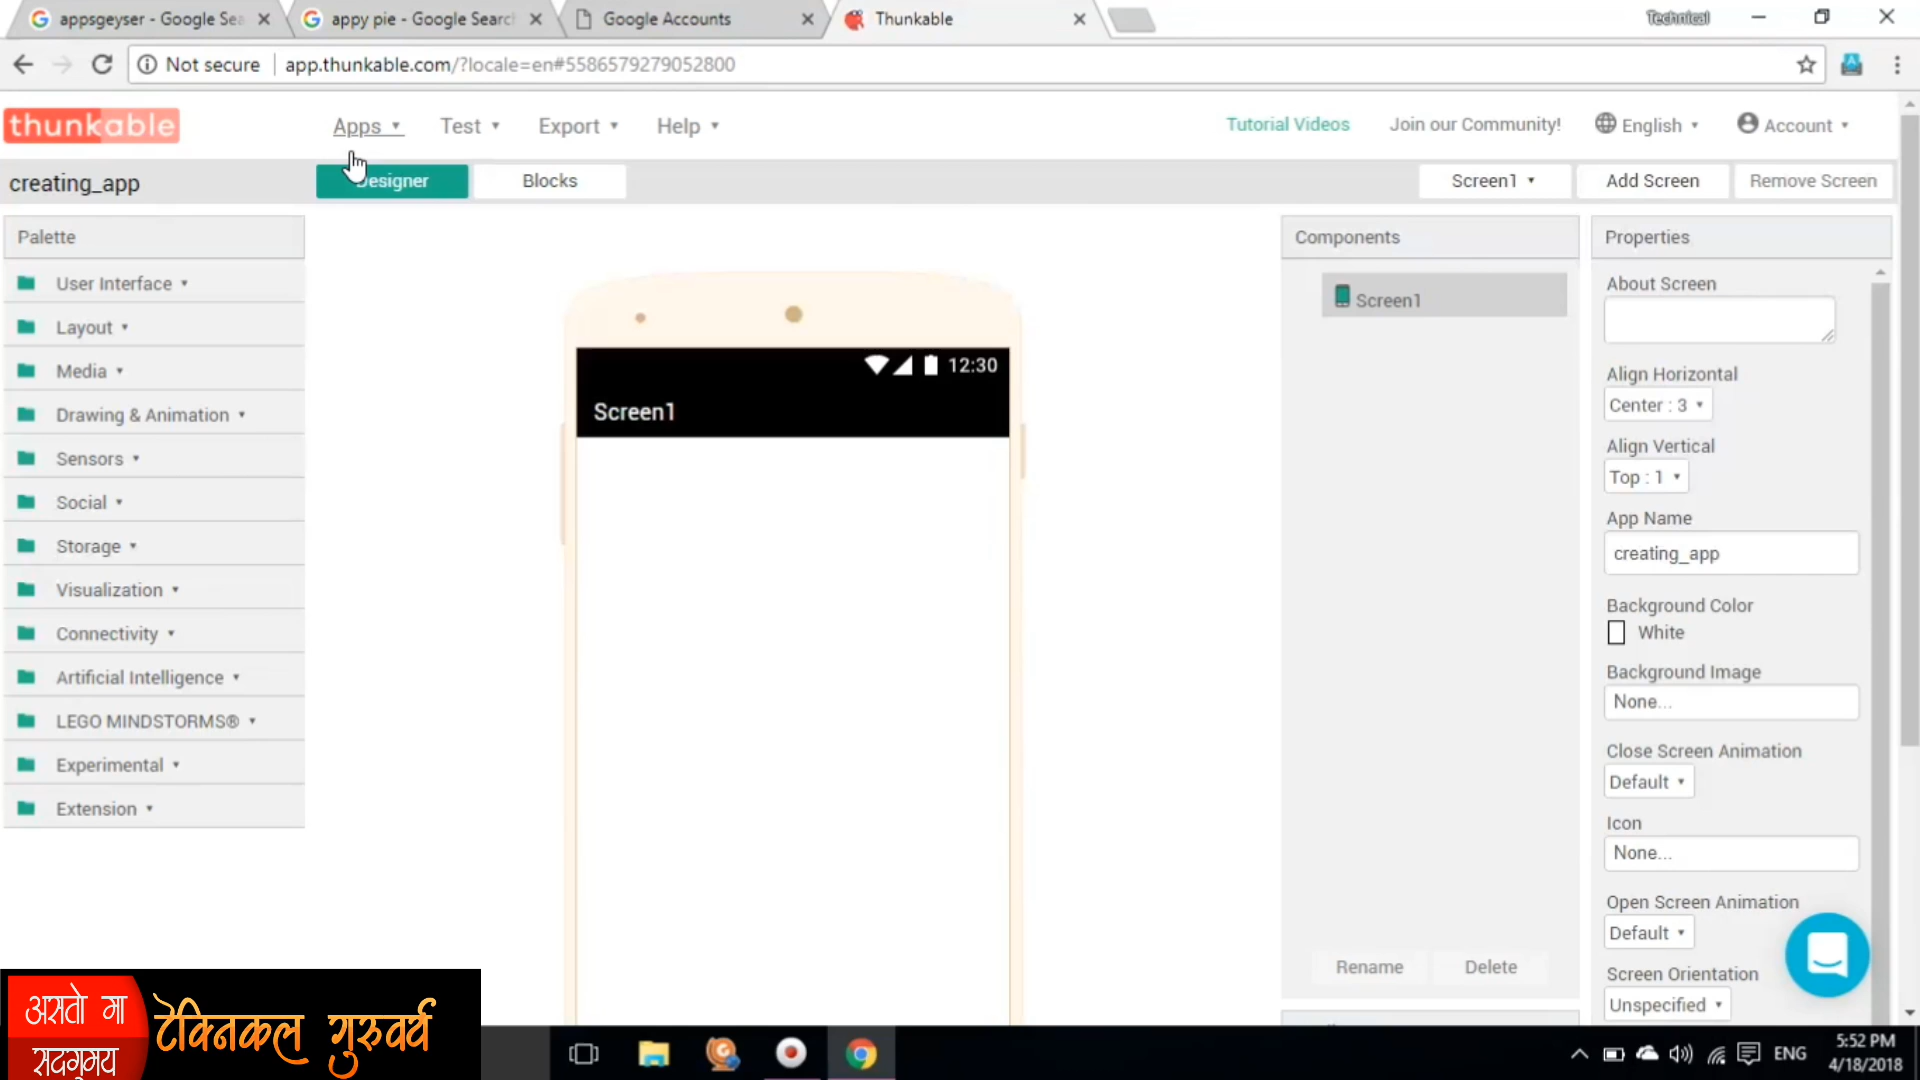 appsgeyser - Google Sea
appy pie - Google Search
Google Accounts
Thunkable
Technical
Not secure
app.thunkable.com/?locale=en#5586579279052800
thunkable
Apps
Test
Export
Help
Tutorial Videos
Join our Community!
English
Account
creating_app
Designer
Blocks
Screen1
Add Screen
Remove Screen
Palette
User Interface
Layout
Media
Drawing & Animation
Sensors
Social
Storage
Visualization
Connectivity
Artificial Intelligence
LEGO MINDSTORMS®
Experimental
Extension
12:30
Screen1
Components
Screen1
Rename
Delete
Properties
About Screen
Align Horizontal
Center : 3
Align Vertical
Top : 1
App Name
creating_app
Background Color
White
Background Image
None...
Close Screen Animation
Default
Icon
None...
Open Screen Animation
Default
Screen Orientation
Unspecified
असतो मा
सदगमय
टेक्निकल गुरुवर्य
ENG
5:52 PM
4/18/2018